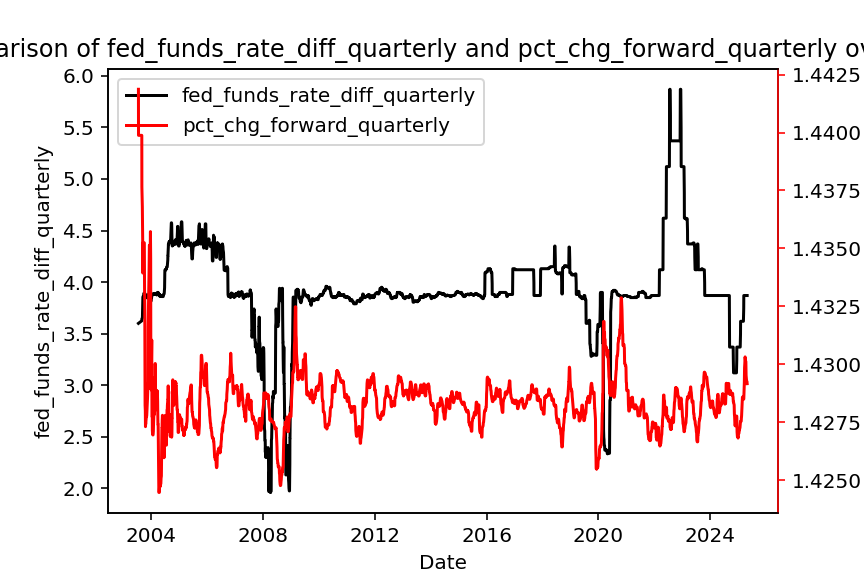 arison of fed_funds_rate_diff_quarterly and pct_chg_forward_quarterly ov
fed_funds_rate_diff_quarterly
pct_chg_forward_quarterly
fed_funds_rate_diff_quarterly
6.0
5.5
5.0
4.5
4.0
3.5
3.0
2.5
2.0
1.4425
1.4400
1.4375
1.4350
1.4325
1.4300
1.4275
1.4250
2004 2008 2012 2016 2020 2024
Date